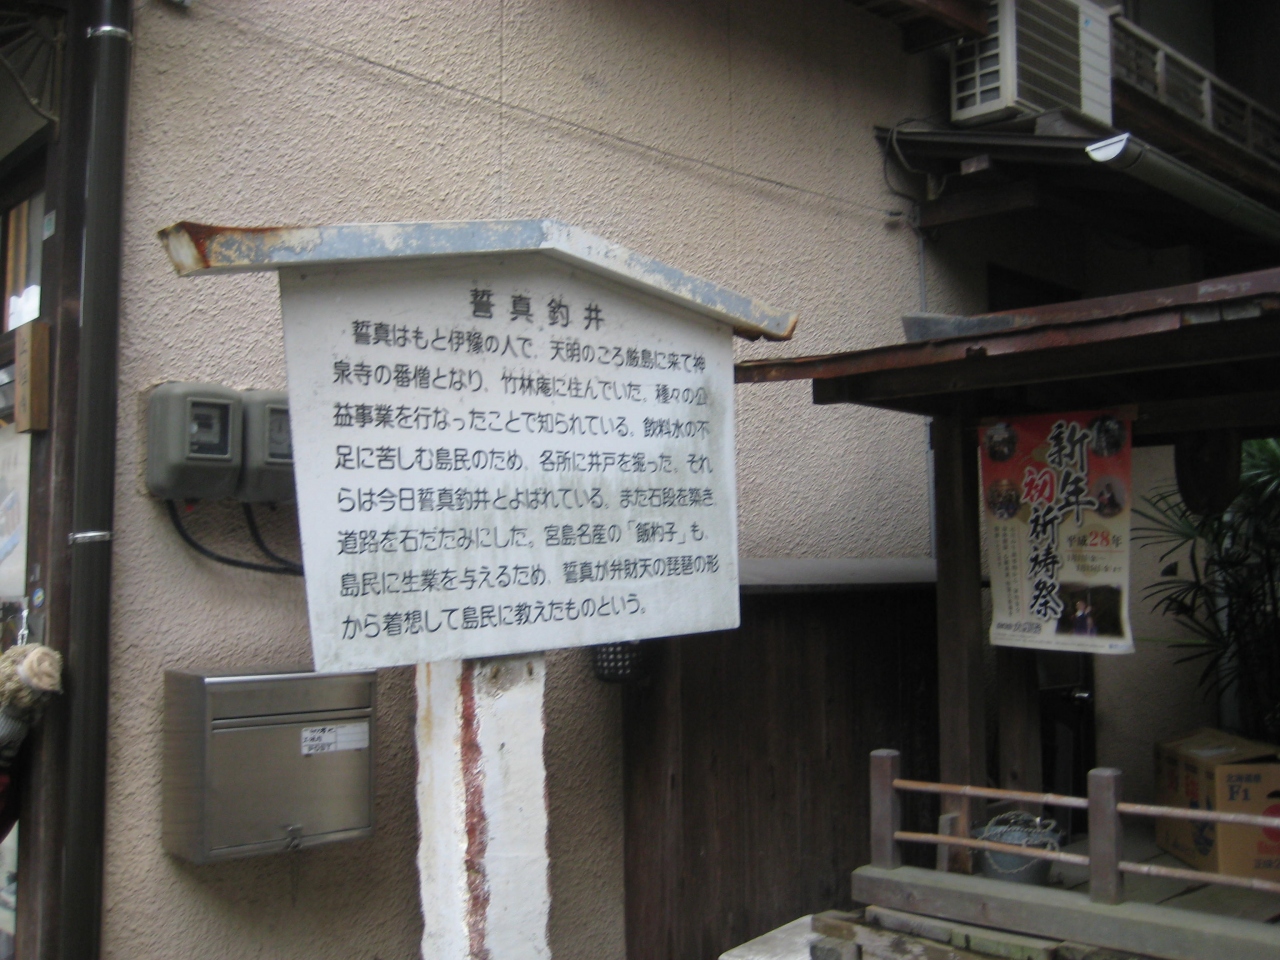 誓真釣井
誓真はもと伊豫の人で、天明のころ厳島に来て神
泉寺の番僧となり、竹林庵に住んでいた。種々の公
益事業を行なったことで知られている。飲料水の不
足に苦しむ島民のため、各所に井戸を掘った。それ
らは今日誓真釣井とよばれている。また石段を築き、
道路を石だたみにした。宮島名産の「飯杓子」も、
島民に生業を与えるため、誓真が弁財天の琵琶の形
から着想して島民に教えたものという。
新年
初祈祷祭
平成28年
POST
F1